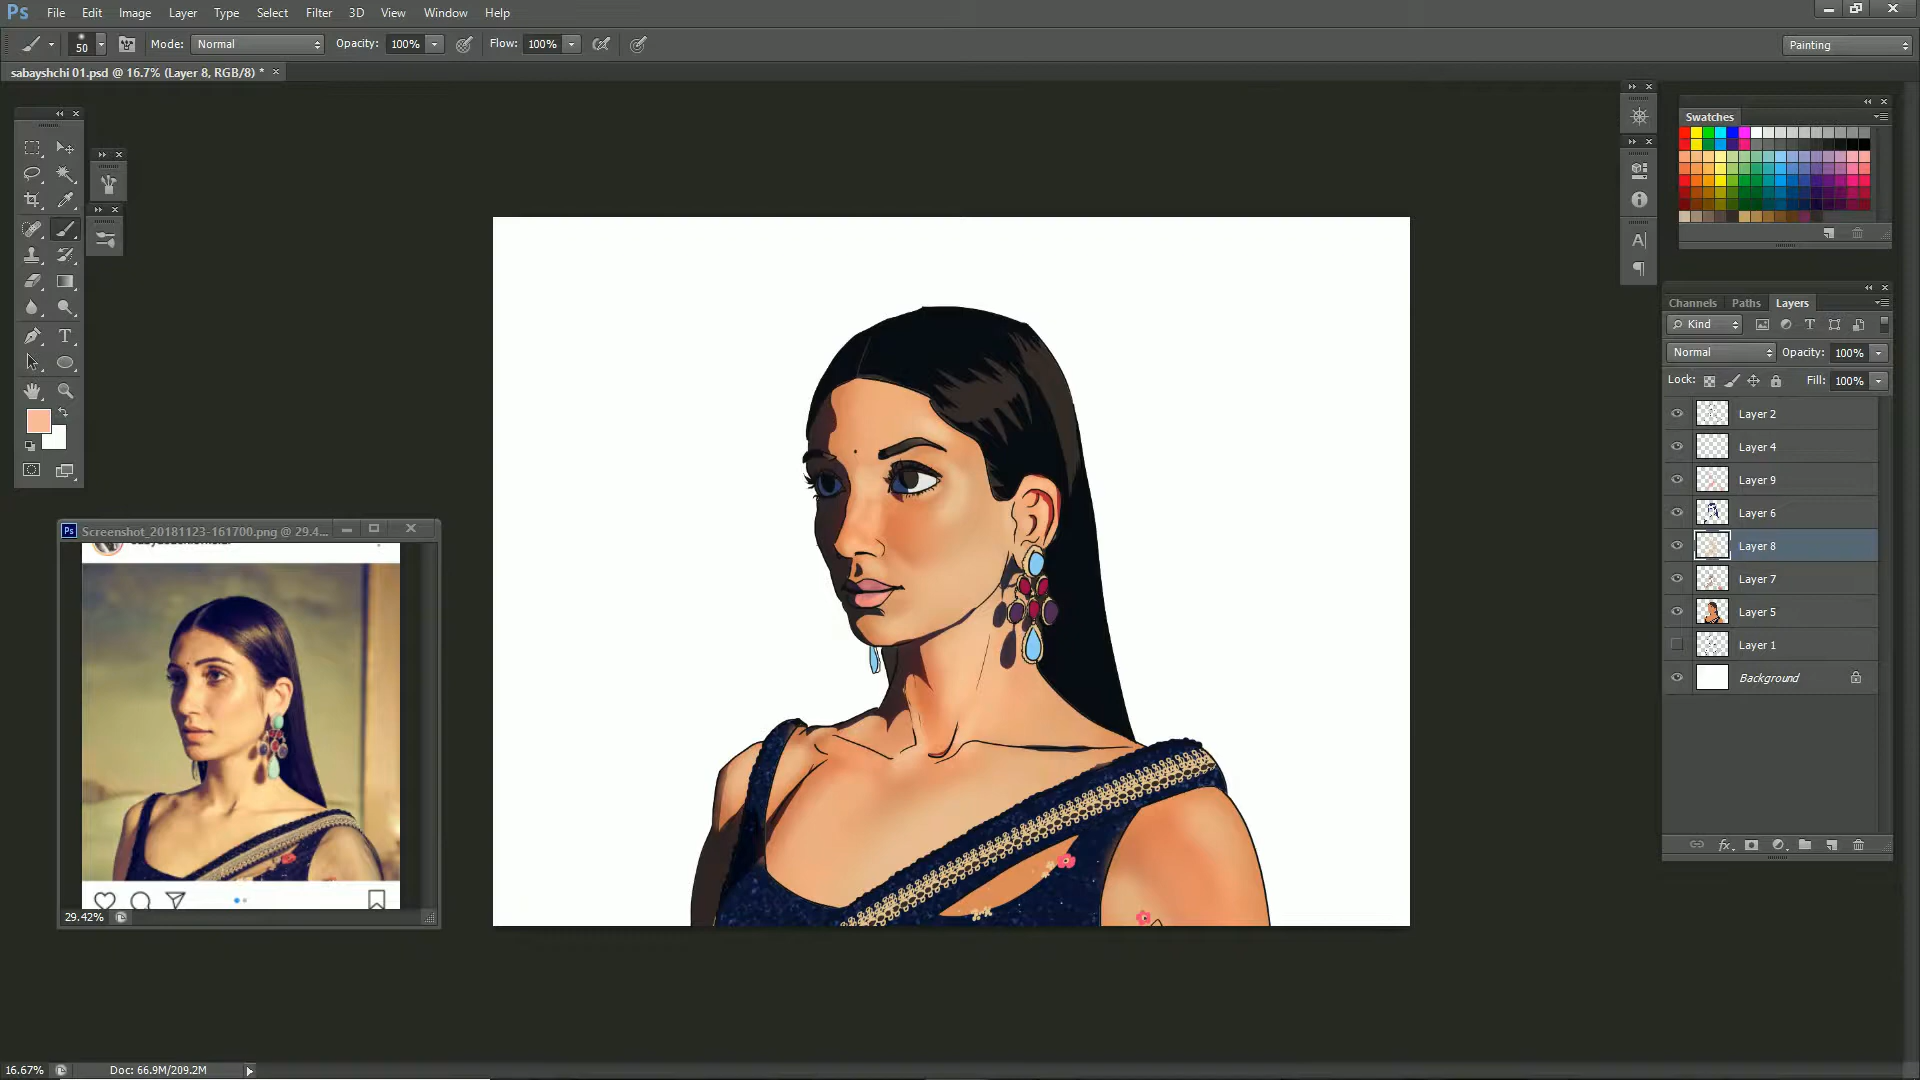 Ps File Edit Image Layer Type Select Filter 3D View Window Help
50 Mode: Normal Opacity: 100% Flow: 100% Painting
sabayshchi 01.psd @ 16.7% (Layer 8, RGB/8) * ×
Swatches
Channels Paths Layers
Kind
Normal Opacity: 100%
Lock: Fill: 100%
Layer 2
Layer 4
Layer 9
Layer 6
Layer 8
Layer 7
Layer 5
Layer 1
Background
fx
Ps Screenshot_20181123-161700.png @ 29.4...
29.42%
16.67% Doc: 66.9M/209.2M